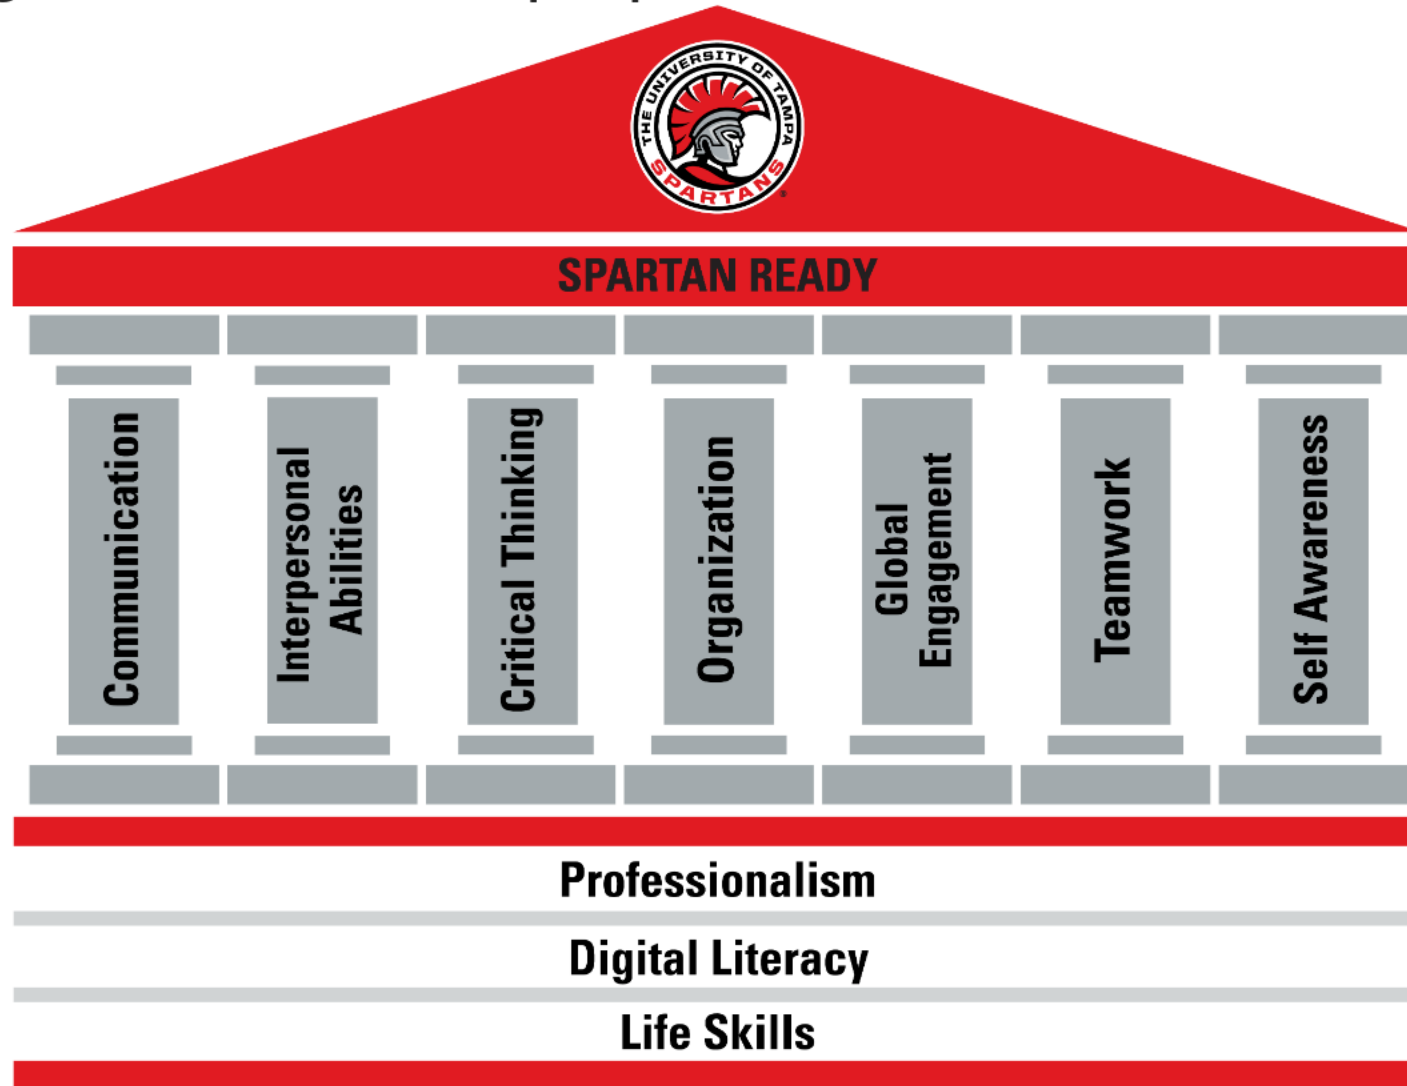 THE UNIVERSITY OF TAMPA
SPARTANS
SPARTAN READY
Communication
Interpersonal
Abilities
Critical Thinking
Organization
Global
Engagement
Teamwork
Self Awareness
Professionalism
Digital Literacy
Life Skills